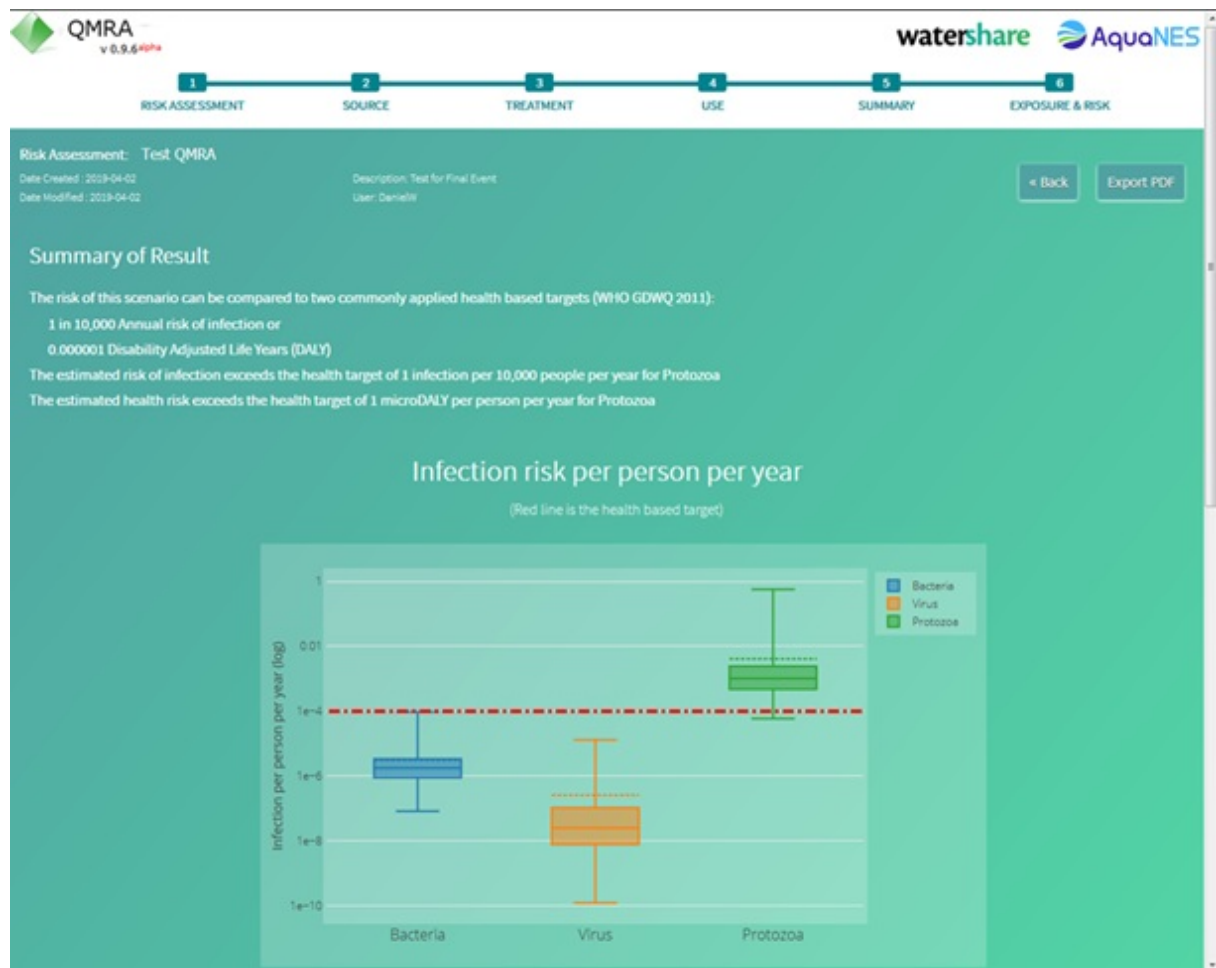 QMRA
v 0.9.6alpha
watershare AquaNES
1 2 3 4 5 6
RISK ASSESSMENT SOURCE TREATMENT USE SUMMARY EXPOSURE & RISK
Risk Assessment: Test QMRA
Date Created : 2019-04-02 Description: Test for Final Event
Date Modified : 2019-04-02 User: DanielW
« Back Export PDF
Summary of Result
The risk of this scenario can be compared to two commonly applied health based targets (WHO GDWQ 2011):
1 in 10,000 Annual risk of infection or
0.000001 Disability Adjusted Life Years (DALY)
The estimated risk of infection exceeds the health target of 1 infection per 10,000 people per year for Protozoa
The estimated health risk exceeds the health target of 1 microDALY per person per year for Protozoa
Infection risk per person per year
(Red line is the health based target)
Infection per person per year (log)
1
0.01
1e-4
1e-6
1e-8
1e-10
Bacteria Virus Protozoa
Bacteria
Virus
Protozoa